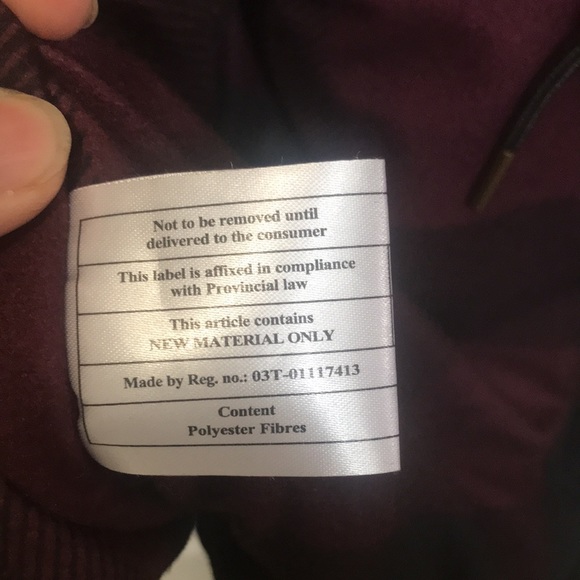 Not to be removed until
delivered to the consumer
This label is affixed in compliance
with Provincial law
This article contains
NEW MATERIAL ONLY
Made by Reg. no.: 03T-01117413
Content
Polyester Fibres